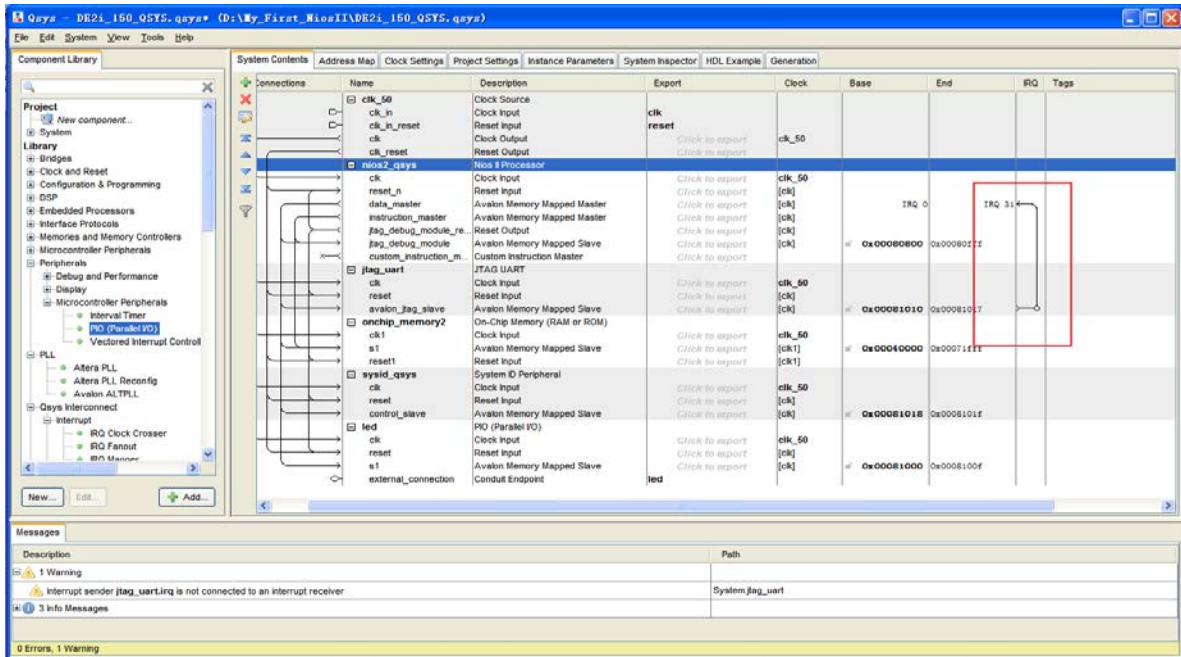 Qsys - DE2i_150_QSYS.qsys* (D:\My_First_NiosII\DE2i_150_QSYS.qsys)
File Edit System View Tools Help
Component Library
Project
New component...
System
Library
Bridges
Clock and Reset
Configuration & Programming
DSP
Embedded Processors
Interface Protocols
Memories and Memory Controllers
Microcontroller Peripherals
Peripherals
Debug and Performance
Display
Microcontroller Peripherals
Interval Timer
PIO (Parallel I/O)
Vectored Interrupt Control
PLL
Altera PLL
Altera PLL Reconfig
Avalon ALTPLL
Qsys Interconnect
Interrupt
IRQ Clock Crosser
IRQ Fanout
IRQ Mapper
New... Edit... Add...
System Contents Address Map Clock Settings Project Settings Instance Parameters System Inspector HDL Example Generation
Connections Name Description Export Clock Base End IRQ Tags
clk_50 Clock Source
clk_in Clock Input clk
clk_in_reset Reset Input reset
clk Clock Output Click to export clk_50
clk_reset Reset Output Click to export
nios2_qsys Nios II Processor
clk Clock Input Click to export clk_50
reset_n Reset Input Click to export [clk]
data_master Avalon Memory Mapped Master Click to export [clk] IRQ 0 IRQ 31
instruction_master Avalon Memory Mapped Master Click to export [clk]
jtag_debug_module_re... Reset Output Click to export [clk]
jtag_debug_module Avalon Memory Mapped Slave Click to export [clk] 0x00080800 0x00080fff
custom_instruction_m... Custom Instruction Master Click to export
jtag_uart JTAG UART
clk Clock Input Click to export clk_50
reset Reset Input Click to export [clk]
avalon_jtag_slave Avalon Memory Mapped Slave Click to export [clk] 0x00081010 0x00081017
onchip_memory2 On-Chip Memory (RAM or ROM)
clk1 Clock Input Click to export clk_50
s1 Avalon Memory Mapped Slave Click to export [clk1] 0x00040000 0x00071fff
reset1 Reset Input Click to export [clk1]
sysid_qsys System ID Peripheral
clk Clock Input Click to export clk_50
reset Reset Input Click to export [clk]
control_slave Avalon Memory Mapped Slave Click to export [clk] 0x00081018 0x0008101f
led PIO (Parallel I/O)
clk Clock Input Click to export clk_50
reset Reset Input Click to export [clk]
s1 Avalon Memory Mapped Slave Click to export [clk] 0x00081000 0x0008100f
external_connection Conduit Endpoint led
Messages
Description Path
1 Warning
Interrupt sender jtag_uart.irq is not connected to an interrupt receiver System.jtag_uart
3 Info Messages
0 Errors, 1 Warning